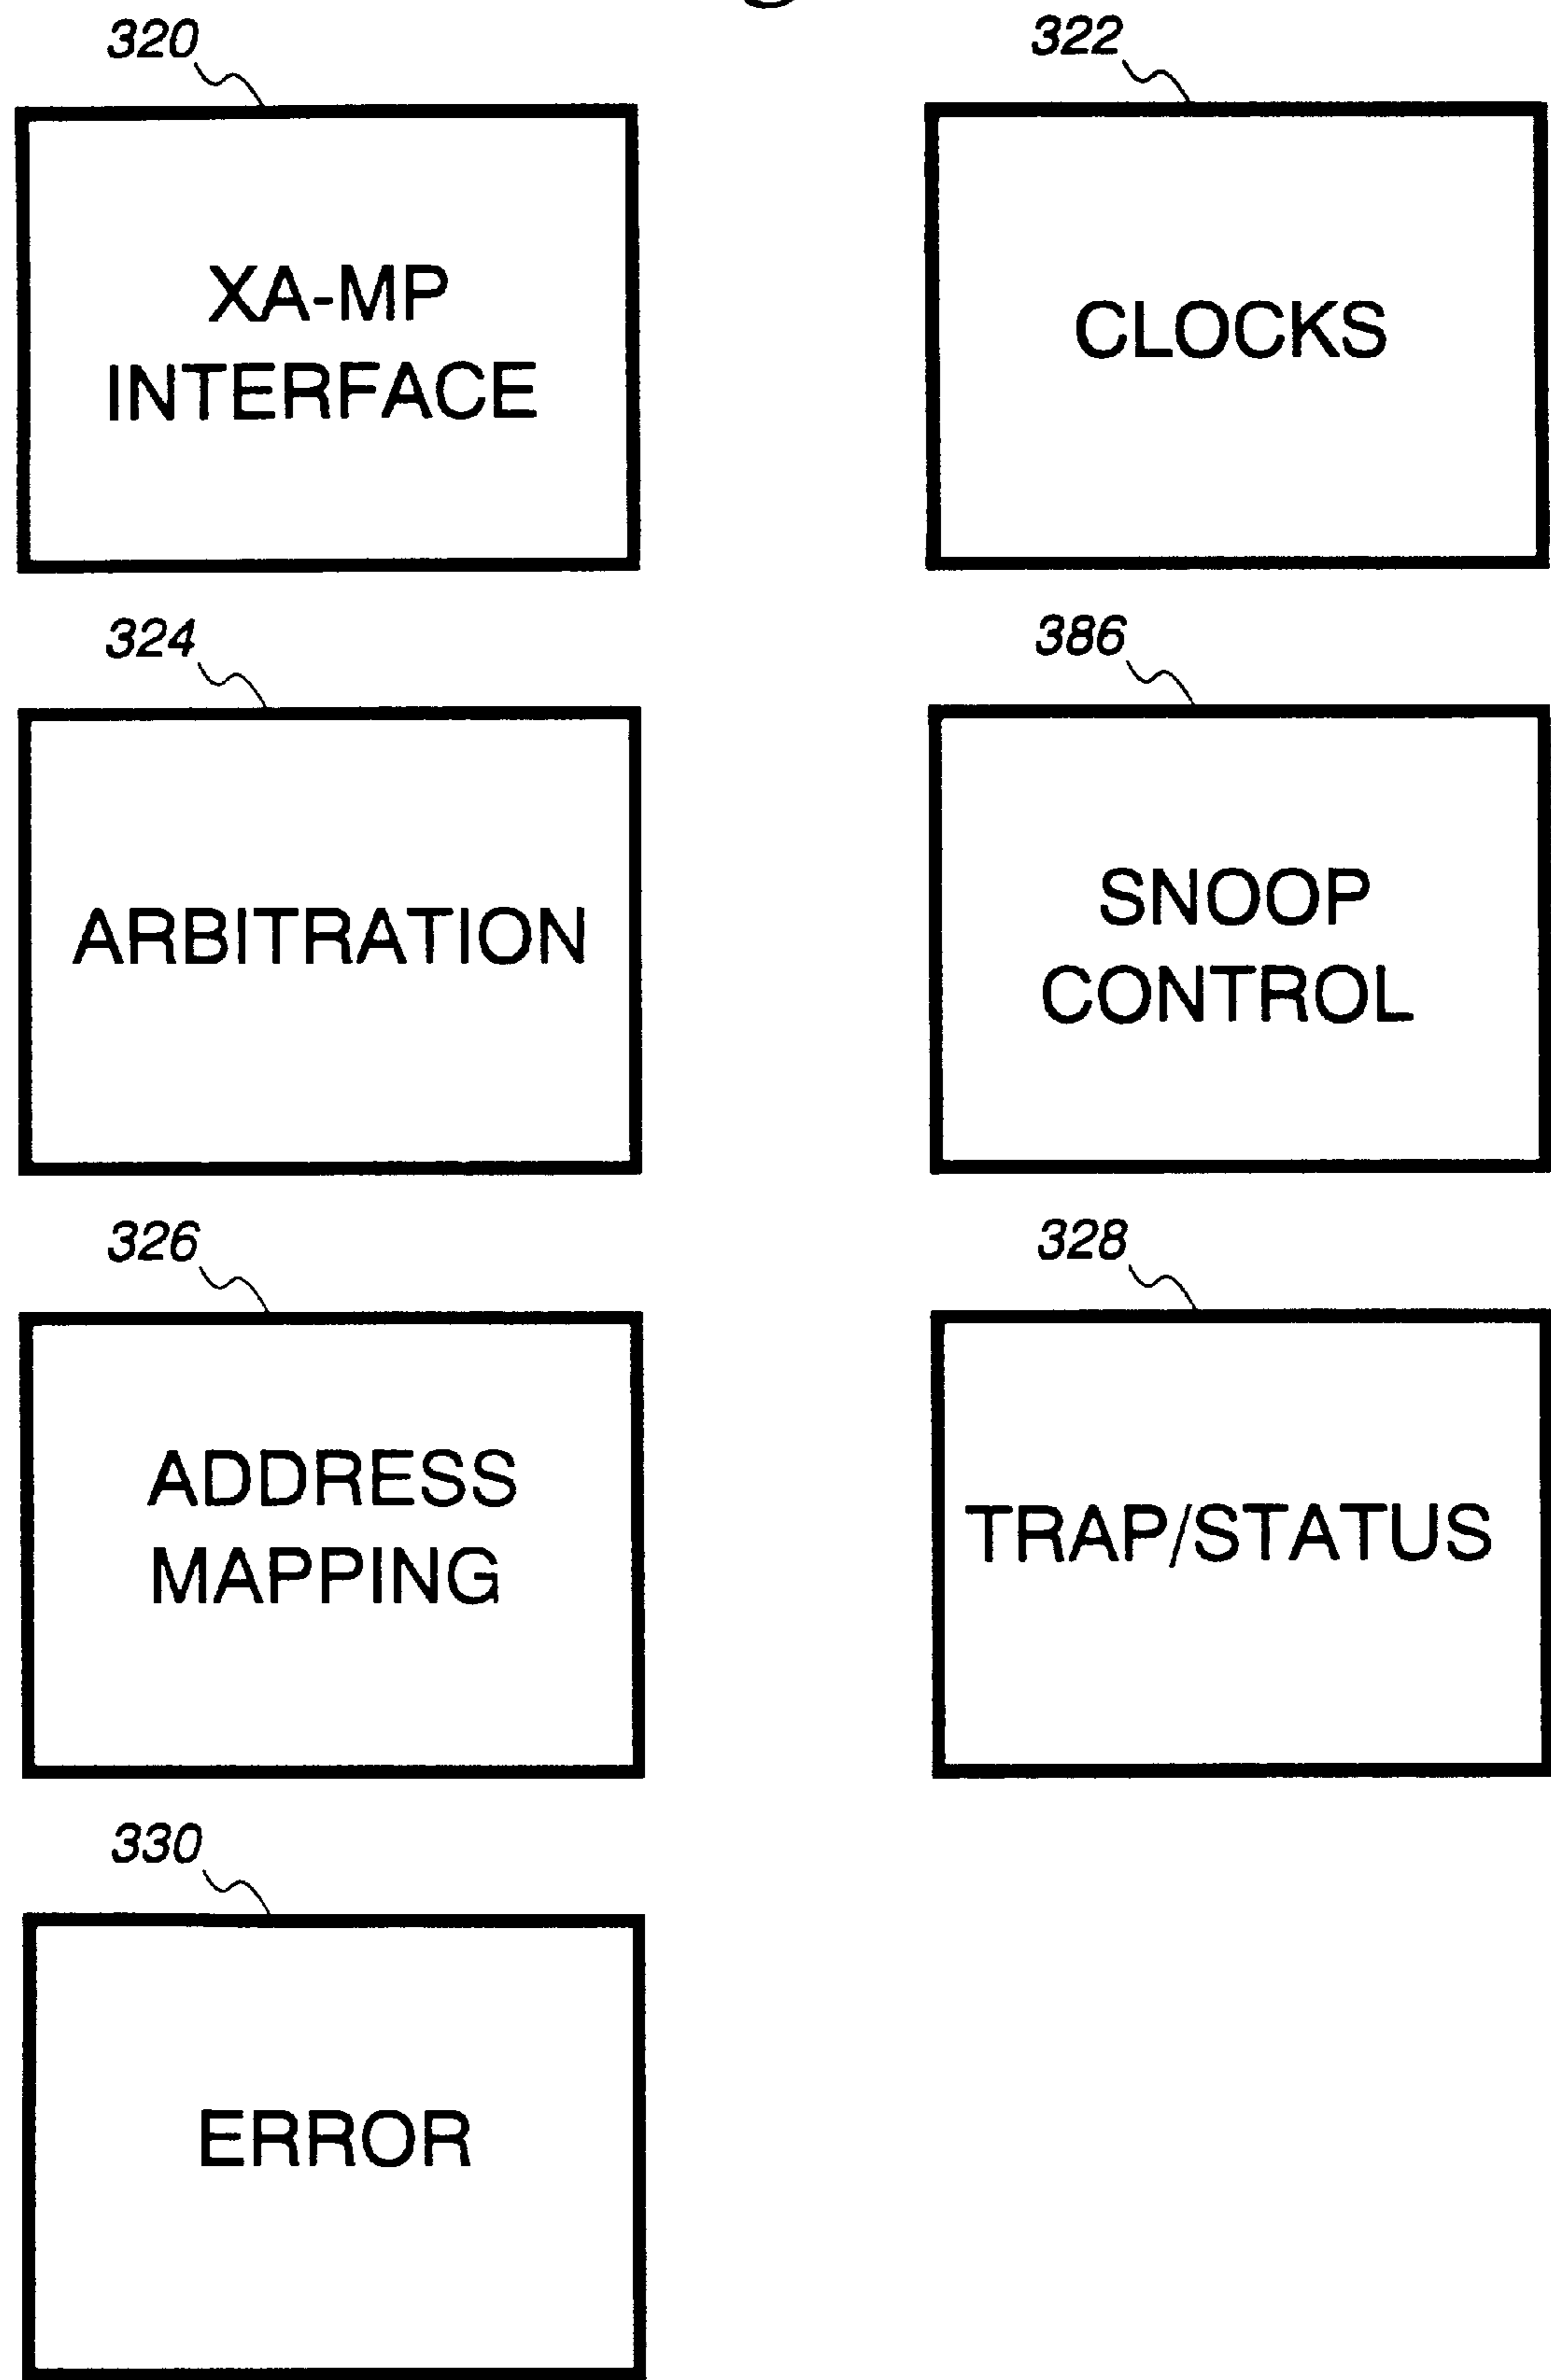 320
XA-MP
INTERFACE
322
CLOCKS
324
ARBITRATION
386
SNOOP
CONTROL
326
ADDRESS
MAPPING
328
TRAP/STATUS
330
ERROR